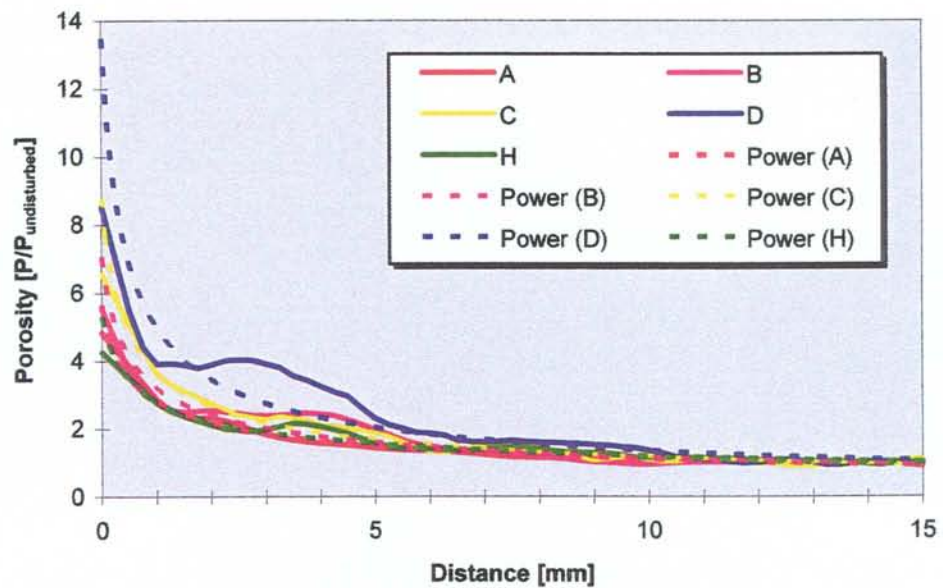 14
12
10
8
6
4
2
0
Porosity [P/Pundisturbed]
A B
C D
H Power (A)
Power (B) Power (C)
Power (D) Power (H)
0 5 10 15
Distance [mm]